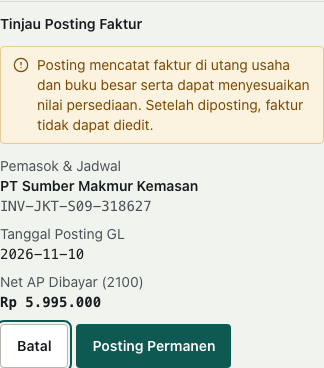 Tinjau Posting Faktur
Posting mencatat faktur di utang usaha
dan buku besar serta dapat menyesuaikan
nilai persediaan. Setelah diposting, faktur
tidak dapat diedit.
Pemasok & Jadwal
PT Sumber Makmur Kemasan
INV-JKT-S09-318627
Tanggal Posting GL
2026-11-10
Net AP Dibayar (2100)
Rp 5.995.000
Batal
Posting Permanen